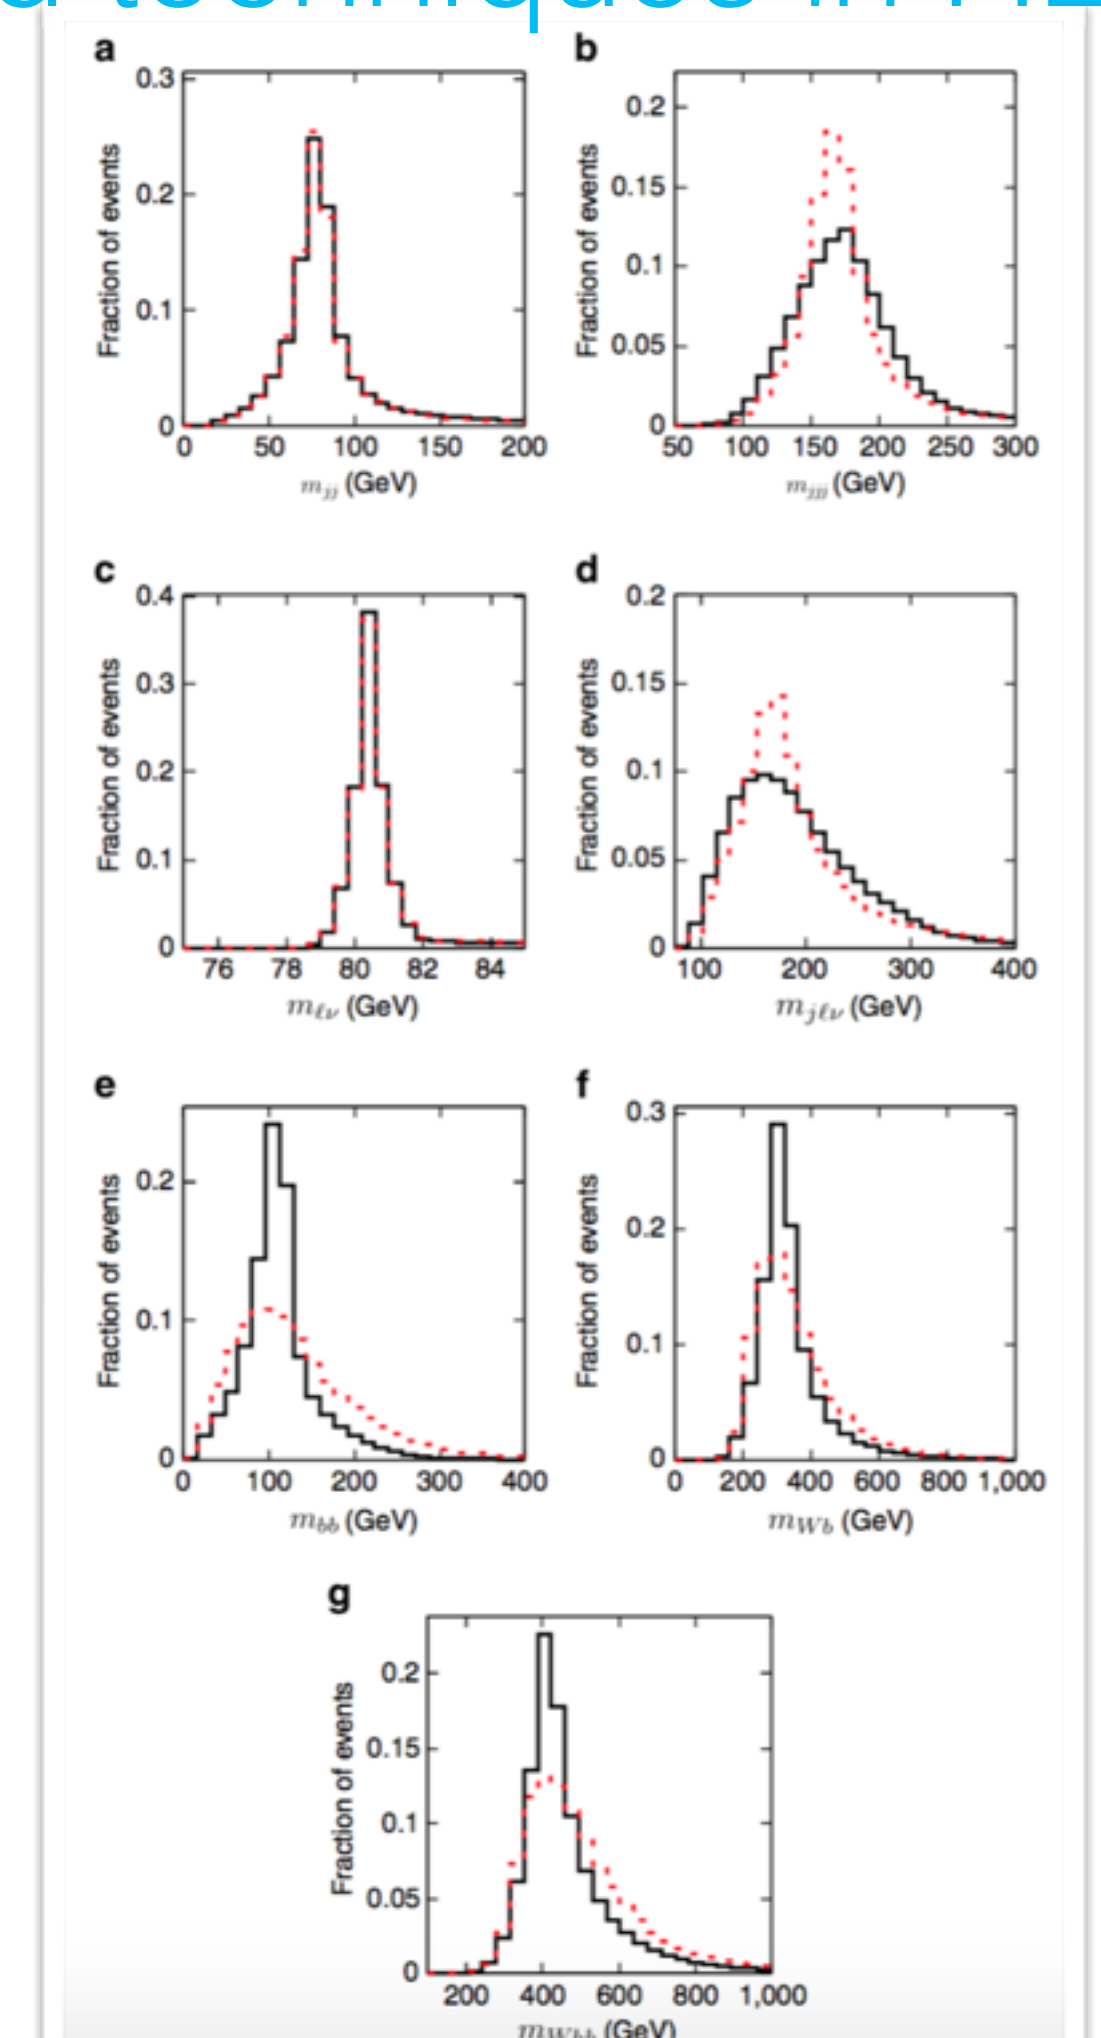 a techniques in HE
a
b
0.3
0.2
0.1
0
Fraction of events
0 50 100 150 200
m_jj (GeV)
0.2
0.15
0.1
0.05
0
Fraction of events
50 100 150 200 250 300
m_jjj (GeV)
c
d
0.4
0.3
0.2
0.1
0
Fraction of events
76 78 80 82 84
m_ℓν (GeV)
0.2
0.15
0.1
0.05
0
Fraction of events
100 200 300 400
m_jℓν (GeV)
e
f
0.2
0.1
0
Fraction of events
0 100 200 300 400
m_bb (GeV)
0.3
0.2
0.1
0
Fraction of events
0 200 400 600 800 1,000
m_Wb (GeV)
g
0.2
0.15
0.1
0.05
0
Fraction of events
200 400 600 800 1,000
m_Wbb (GeV)